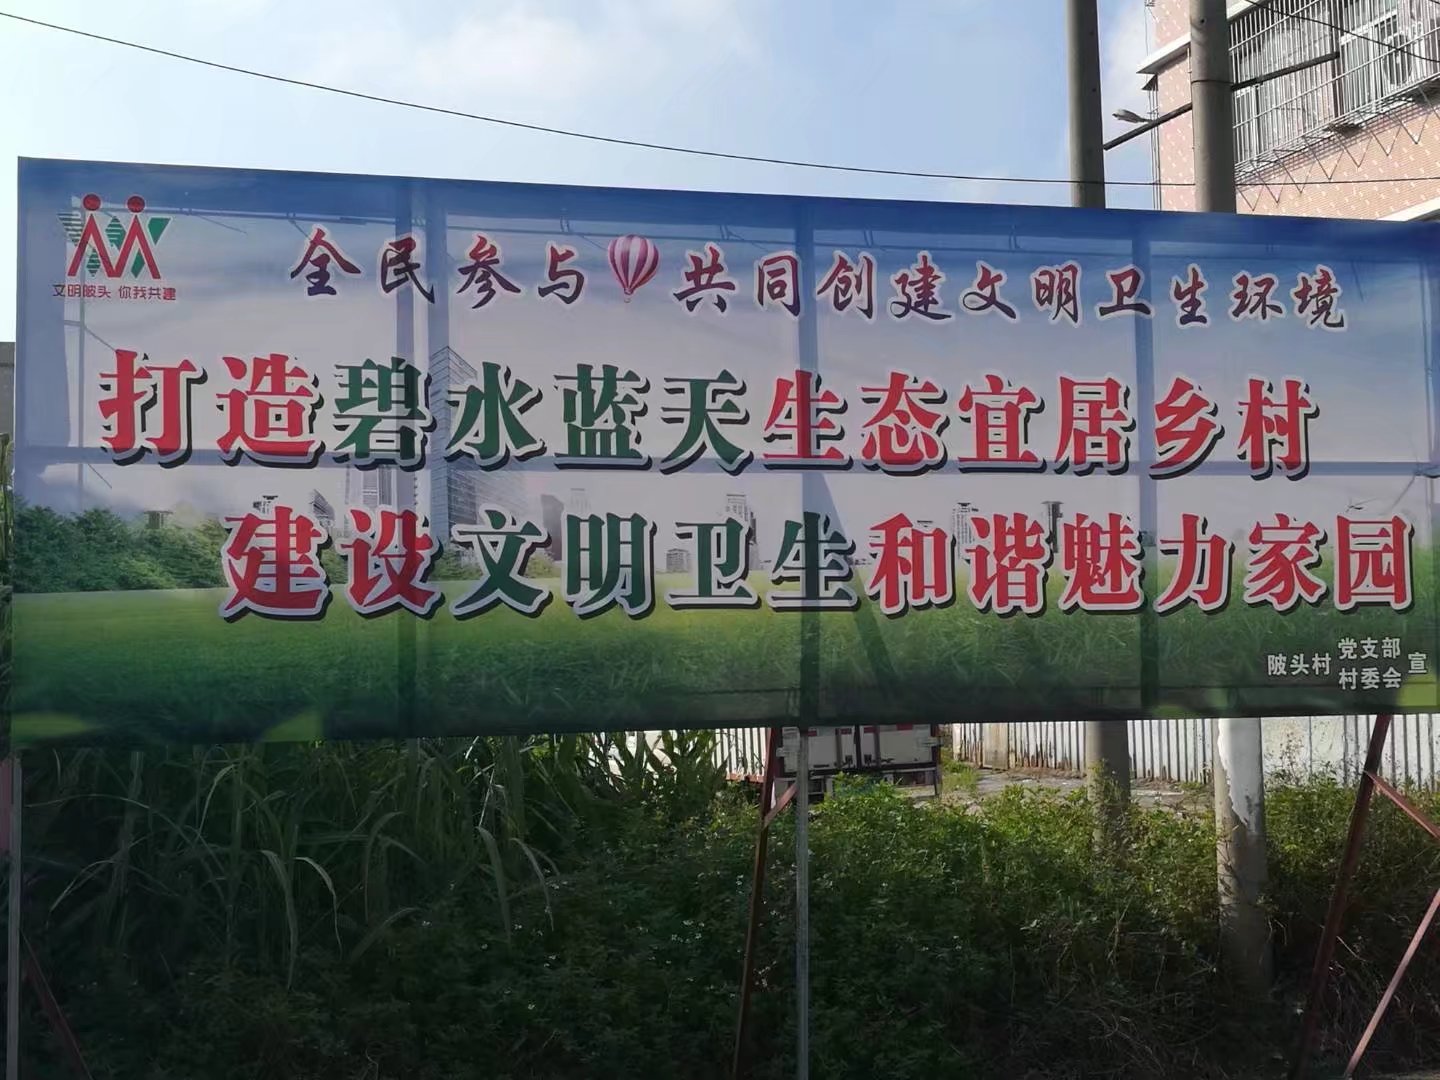 文明陂头 你我共建
全民参与 共同创建文明卫生环境
打造碧水蓝天生态宜居乡村
建设文明卫生和谐魅力家园
陂头村 党支部 村委会 宣